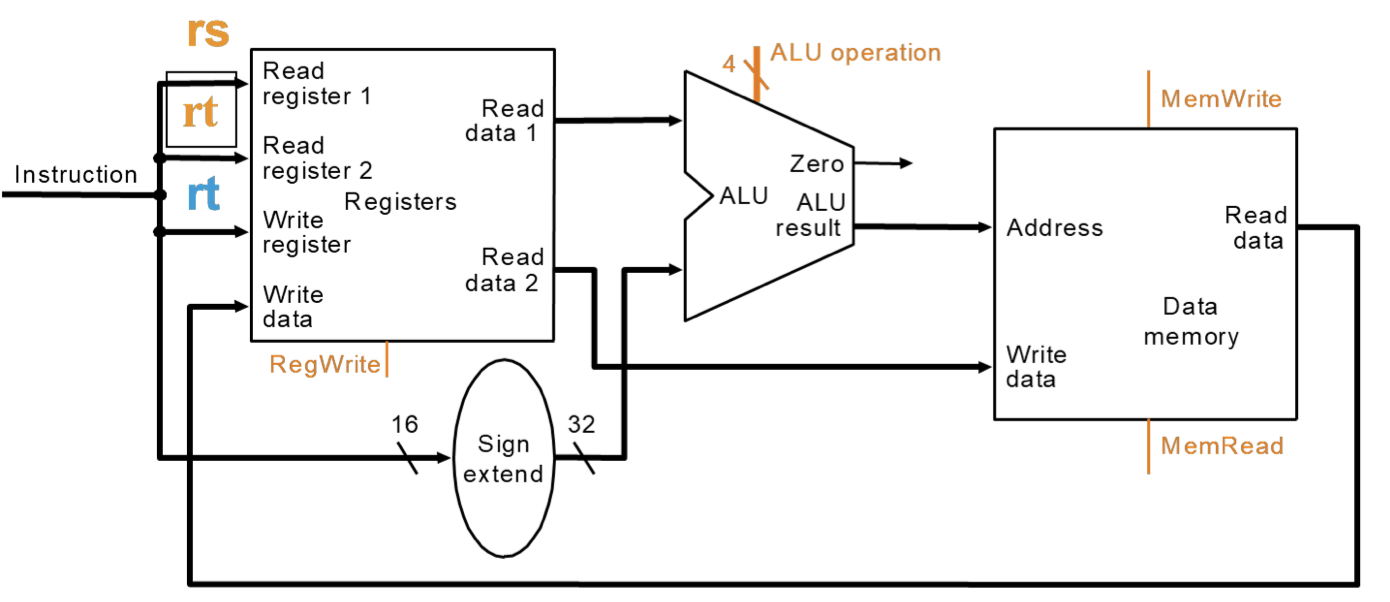 rs
rt
rt
Instruction
Read
register 1
Read
register 2
Write
register
Write
data
Registers
Read
data 1
Read
data 2
RegWrite
16
Sign
extend
32
4
ALU operation
Zero
ALU
ALU
result
MemWrite
Address
Read
data
Data
memory
Write
data
MemRead